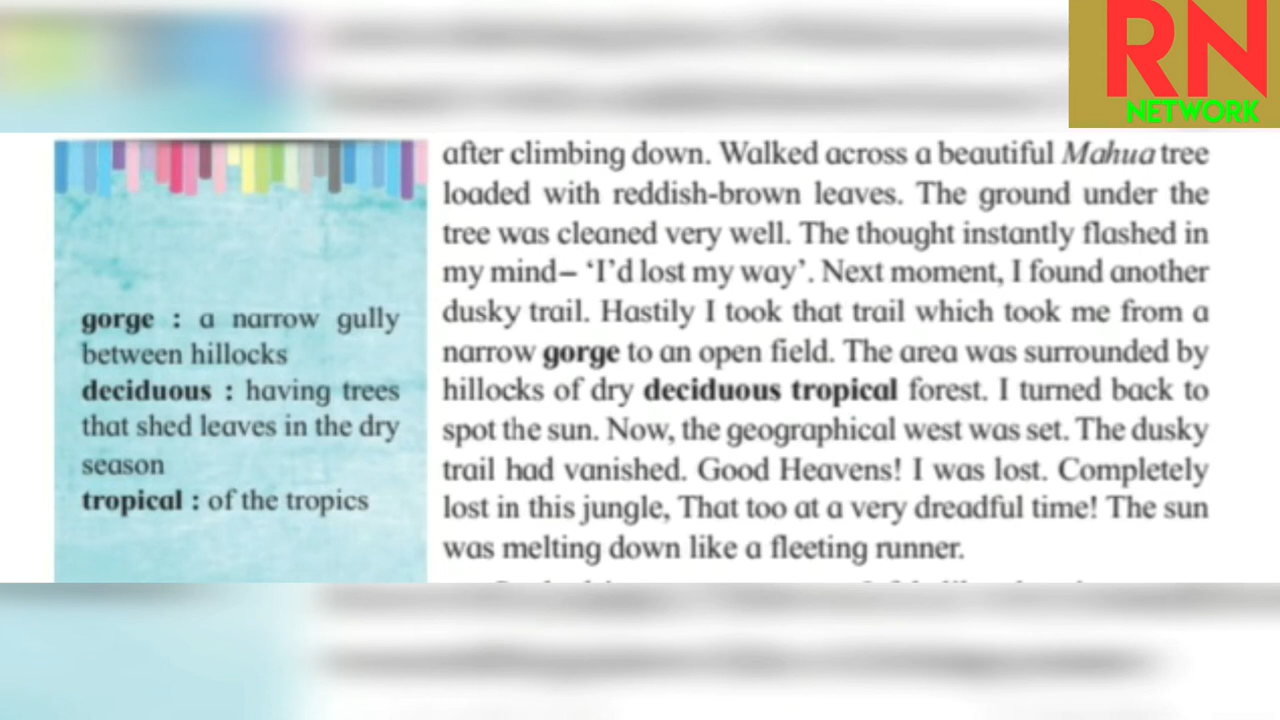 RN
NETWORK
gorge : a narrow gully
between hillocks
deciduous : having trees
that shed leaves in the dry
season
tropical : of the tropics
after climbing down. Walked across a beautiful Mahua tree
loaded with reddish-brown leaves. The ground under the
tree was cleaned very well. The thought instantly flashed in
my mind– ‘I’d lost my way’. Next moment, I found another
dusky trail. Hastily I took that trail which took me from a
narrow gorge to an open field. The area was surrounded by
hillocks of dry deciduous tropical forest. I turned back to
spot the sun. Now, the geographical west was set. The dusky
trail had vanished. Good Heavens! I was lost. Completely
lost in this jungle, That too at a very dreadful time! The sun
was melting down like a fleeting runner.